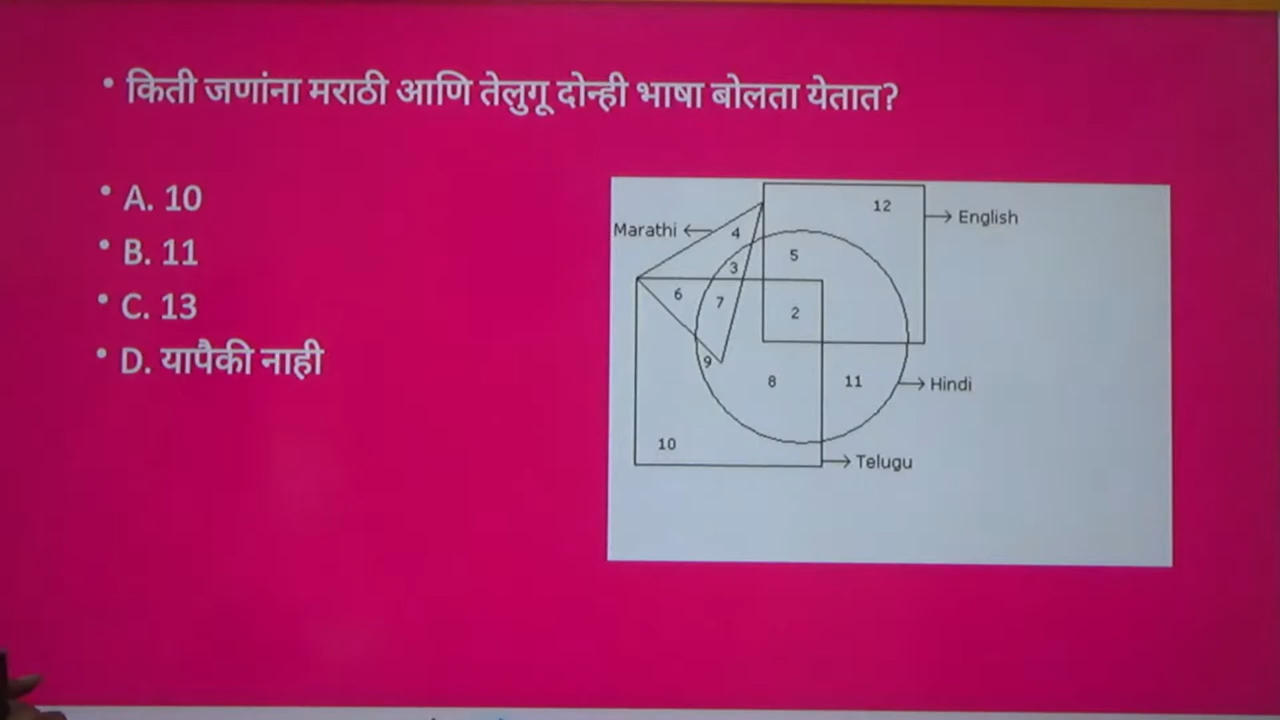 • किती जणांना मराठी आणि तेलुगू दोन्ही भाषा बोलता येतात?
• A. 10
• B. 11
• C. 13
• D. यापैकी नाही
12
English
Marathi
4
5
3
6
7
2
9
8
11
Hindi
10
Telugu